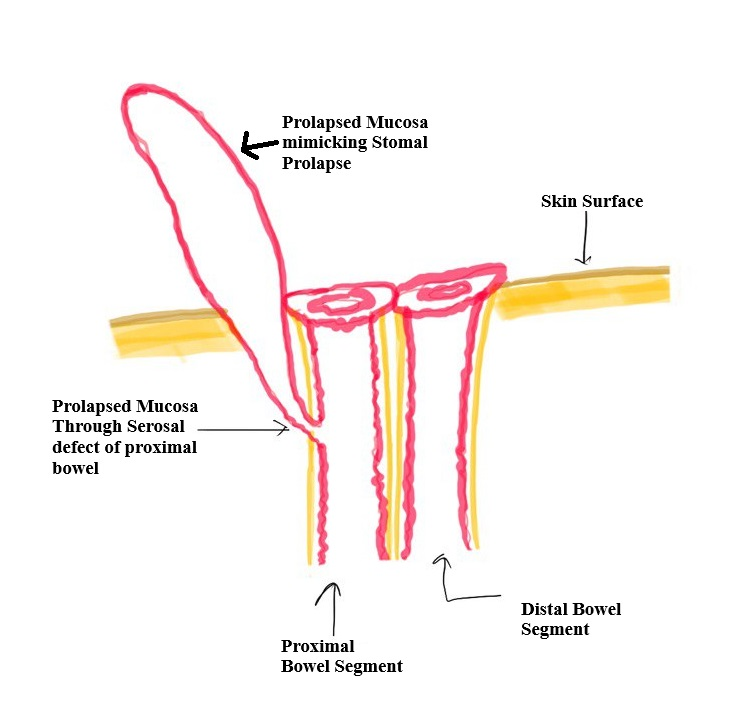 Prolapsed Mucosa
mimicking Stomal
Prolapse
Skin Surface
Prolapsed Mucosa
Through Serosal
defect of proximal
bowel
Proximal
Bowel Segment
Distal Bowel
Segment